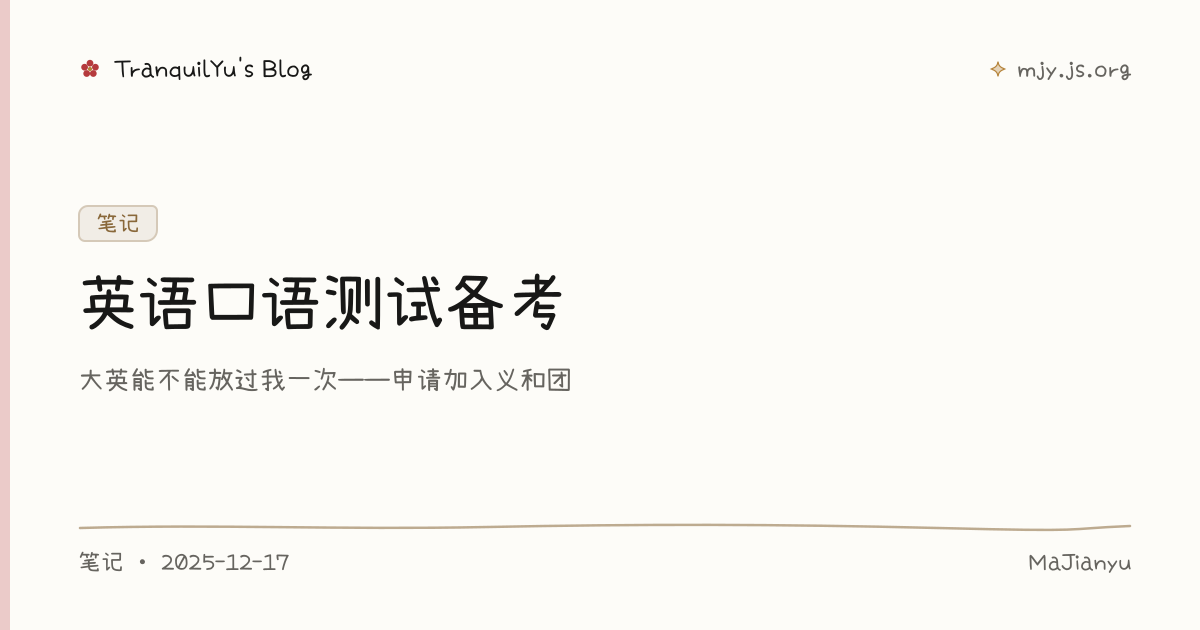 TranquilYu's Blog
mjy.js.org
笔记
英语口语测试备考
大英能不能放过我一次——申请加入义和团
笔记 • 2025-12-17
MaJianyu